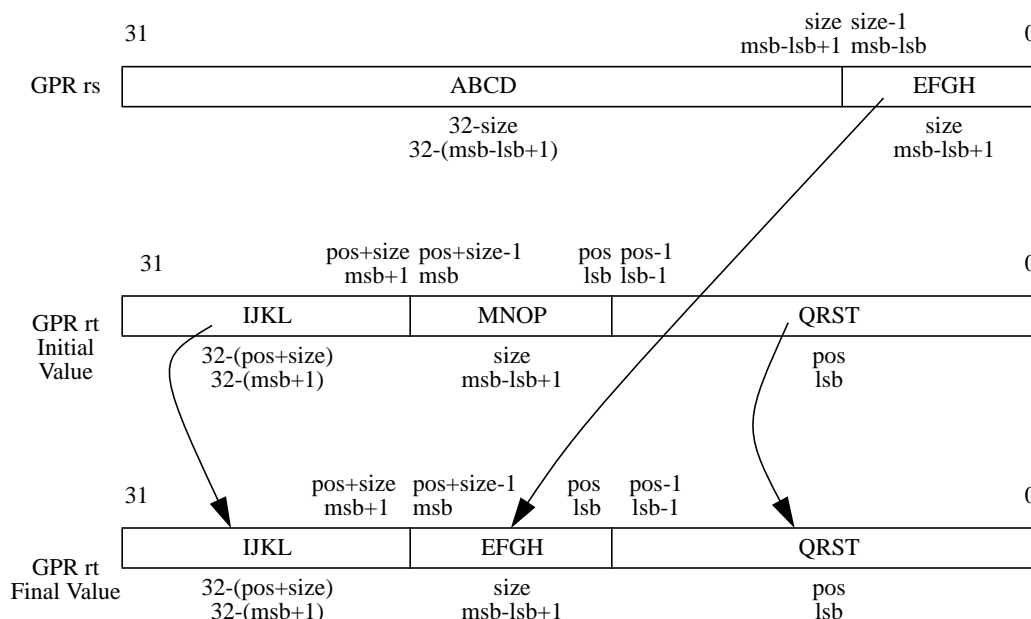 31 size size-1 0
msb-lsb+1 msb-lsb
GPR rs ABCD EFGH
32-size size
32-(msb-lsb+1) msb-lsb+1
31 pos+size pos+size-1 pos pos-1 0
msb+1 msb lsb lsb-1
GPR rt IJKL MNOP QRST
Initial 32-(pos+size) size pos
Value 32-(msb+1) msb-lsb+1 lsb
31 pos+size pos+size-1 pos pos-1 0
msb+1 msb lsb lsb-1
GPR rt IJKL EFGH QRST
Final Value 32-(pos+size) size pos
32-(msb+1) msb-lsb+1 lsb